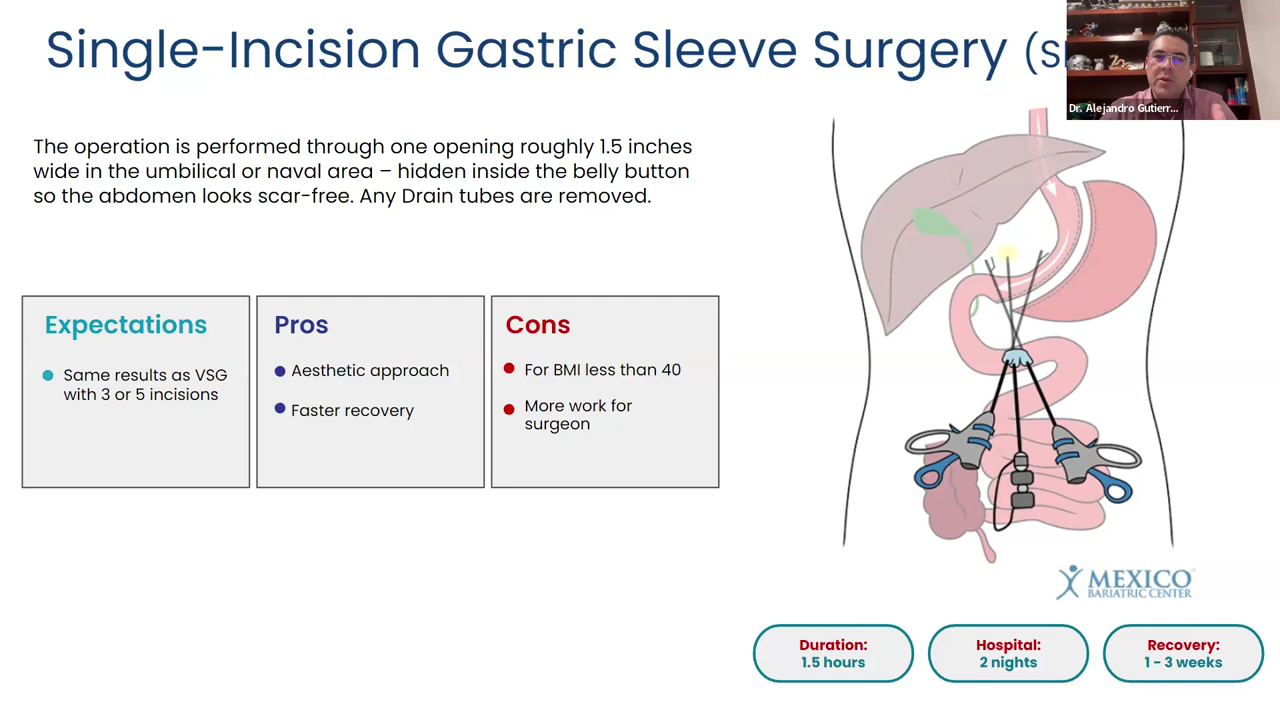 Single-Incision Gastric Sleeve Surgery (S
Dr. Alejandro Gutierr...
The operation is performed through one opening roughly 1.5 inches
wide in the umbilical or naval area – hidden inside the belly button
so the abdomen looks scar-free. Any Drain tubes are removed.
Expectations
Same results as VSG
with 3 or 5 incisions
Pros
Aesthetic approach
Faster recovery
Cons
For BMI less than 40
More work for
surgeon
MEXICO
BARIATRIC CENTER
Duration:
1.5 hours
Hospital:
2 nights
Recovery:
1 - 3 weeks